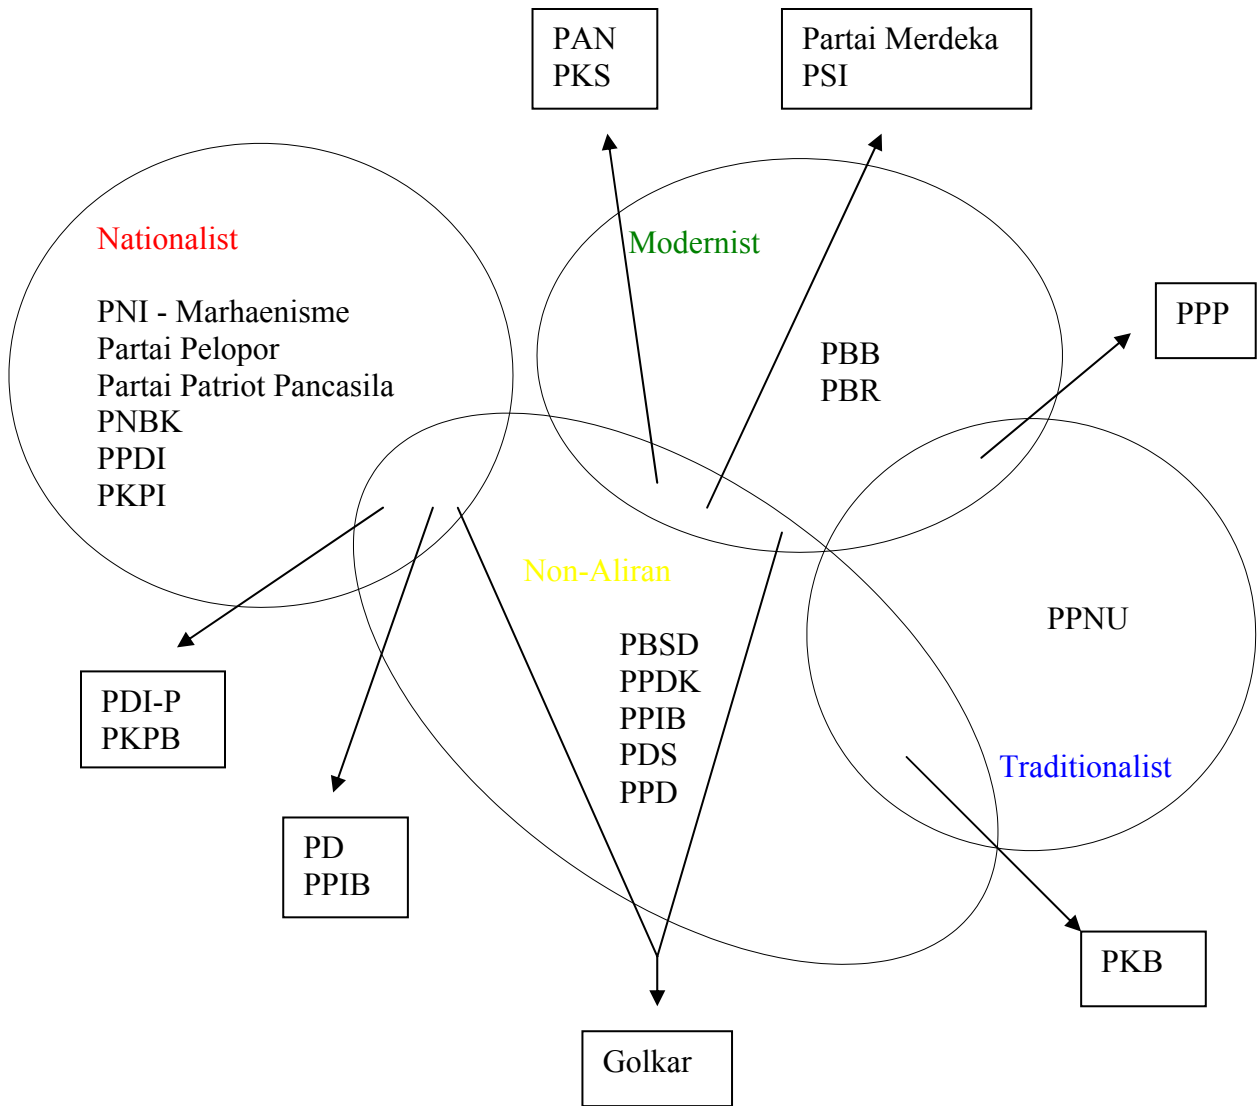 PAN
PKS
Partai Merdeka
PSI
Nationalist
PNI - Marhaenisme
Partai Pelopor
Partai Patriot Pancasila
PNBK
PPDI
PKPI
Modernist
PBB
PBR
PPP
Non-Aliran
PBSD
PPDK
PPIB
PDS
PPD
PPNU
Traditionalist
PDI-P
PKPB
PD
PPIB
PKB
Golkar